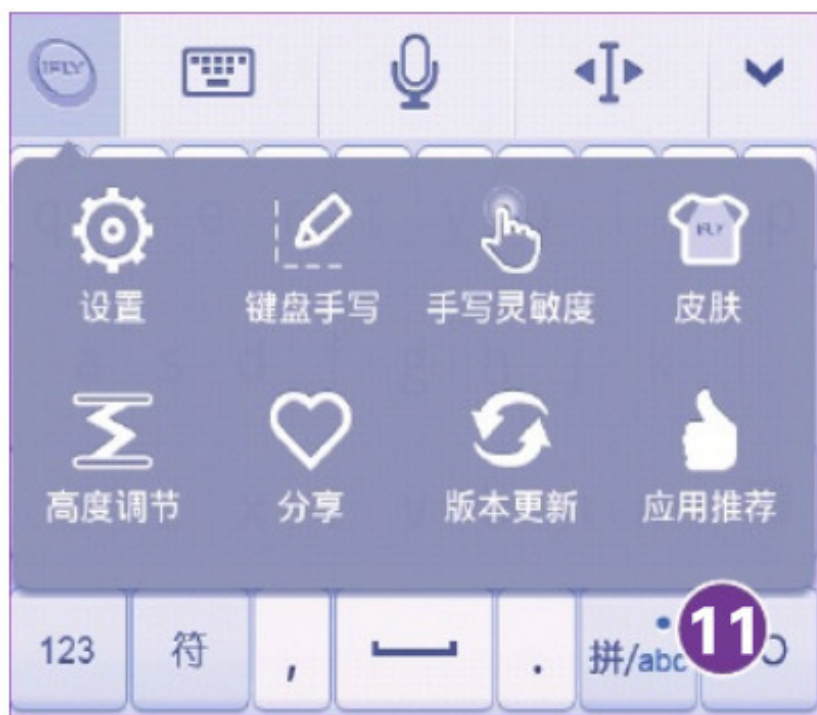 IFLY
IFLY
设置 键盘手写 手写灵敏度 皮肤
高度调节 分享 版本更新 应用推荐
123 符 , . 拼/abc
11